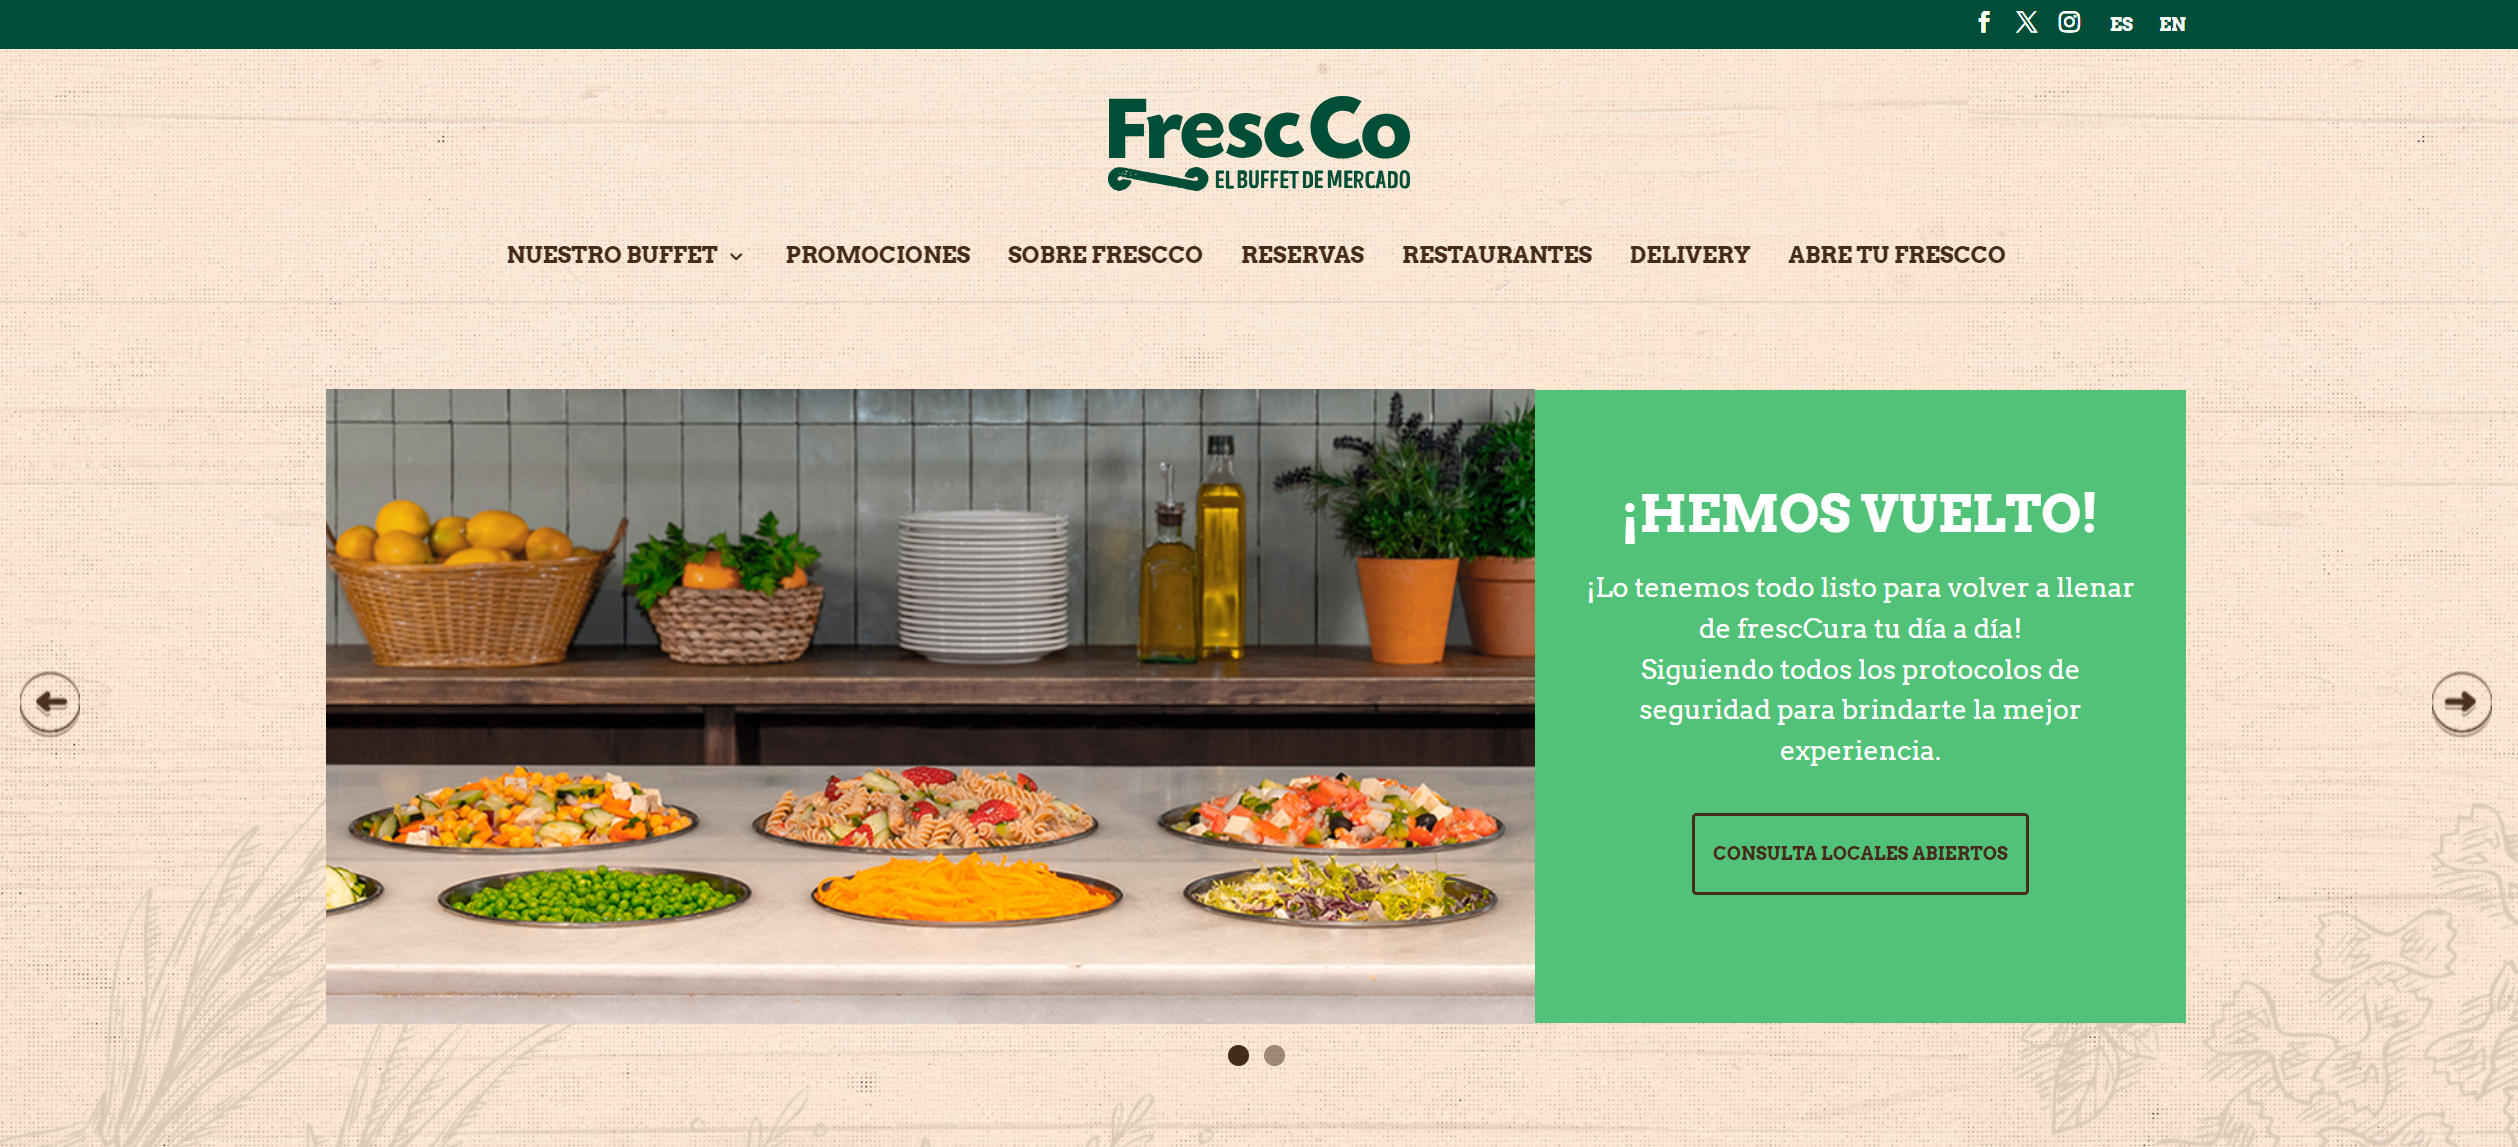 ES EN
Fresc Co
EL BUFFET DE MERCADO
NUESTRO BUFFET PROMOCIONES SOBRE FRESCCO RESERVAS RESTAURANTES DELIVERY ABRE TU FRESCCO
¡HEMOS VUELTO!
¡Lo tenemos todo listo para volver a llenar
de frescCura tu día a día!
Siguiendo todos los protocolos de
seguridad para brindarte la mejor
experiencia.
CONSULTA LOCALES ABIERTOS